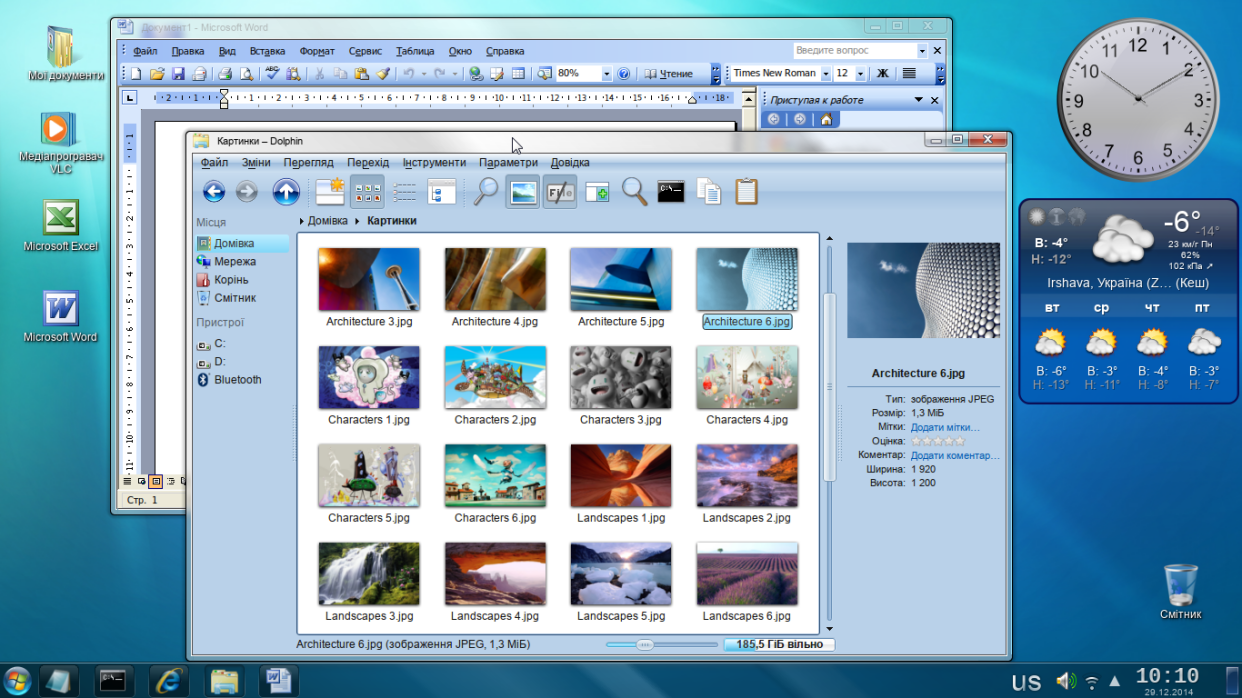 Мої документи
Медіапрогравач
VLC
Microsoft Excel
Microsoft Word
Документ1 - Microsoft Word
Файл Правка Вид Вставка Формат Сервис Таблица Окно Справка
Введите вопрос
80%
Чтение
Times New Roman
12
Ж
Приступая к работе
Стр. 1
Картинки – Dolphin
Файл Зміни Перегляд Перехід Інструменти Параметри Довідка
Домівка Картинки
Місця
Домівка
Мережа
Корінь
Смітник
Пристрої
C:
D:
Bluetooth
Architecture 3.jpg Architecture 4.jpg Architecture 5.jpg Architecture 6.jpg
Characters 1.jpg Characters 2.jpg Characters 3.jpg Characters 4.jpg
Characters 5.jpg Characters 6.jpg Landscapes 1.jpg Landscapes 2.jpg
Landscapes 3.jpg Landscapes 4.jpg Landscapes 5.jpg Landscapes 6.jpg
Architecture 6.jpg
Тип: зображення JPEG
Розмір: 1,3 МіБ
Мітки: Додати мітки...
Оцінка:
Коментар: Додати коментар...
Ширина: 1 920
Висота: 1 200
Architecture 6.jpg (зображення JPEG, 1,3 МіБ)
185,5 ГіБ вільно
12 1 2 3 4 5 6 7 8 9 10 11
-6° -14°
В: -4°
Н: -12°
23 км/г Пн
62%
102 кПа ↗
Irshava, Україна (Z... (Кеш)
вт ср чт пт
В: -6° В: -3° В: -4° В: -3°
Н: -13° Н: -11° Н: -8° Н: -7°
Смітник
US
10:10
29.12.2014